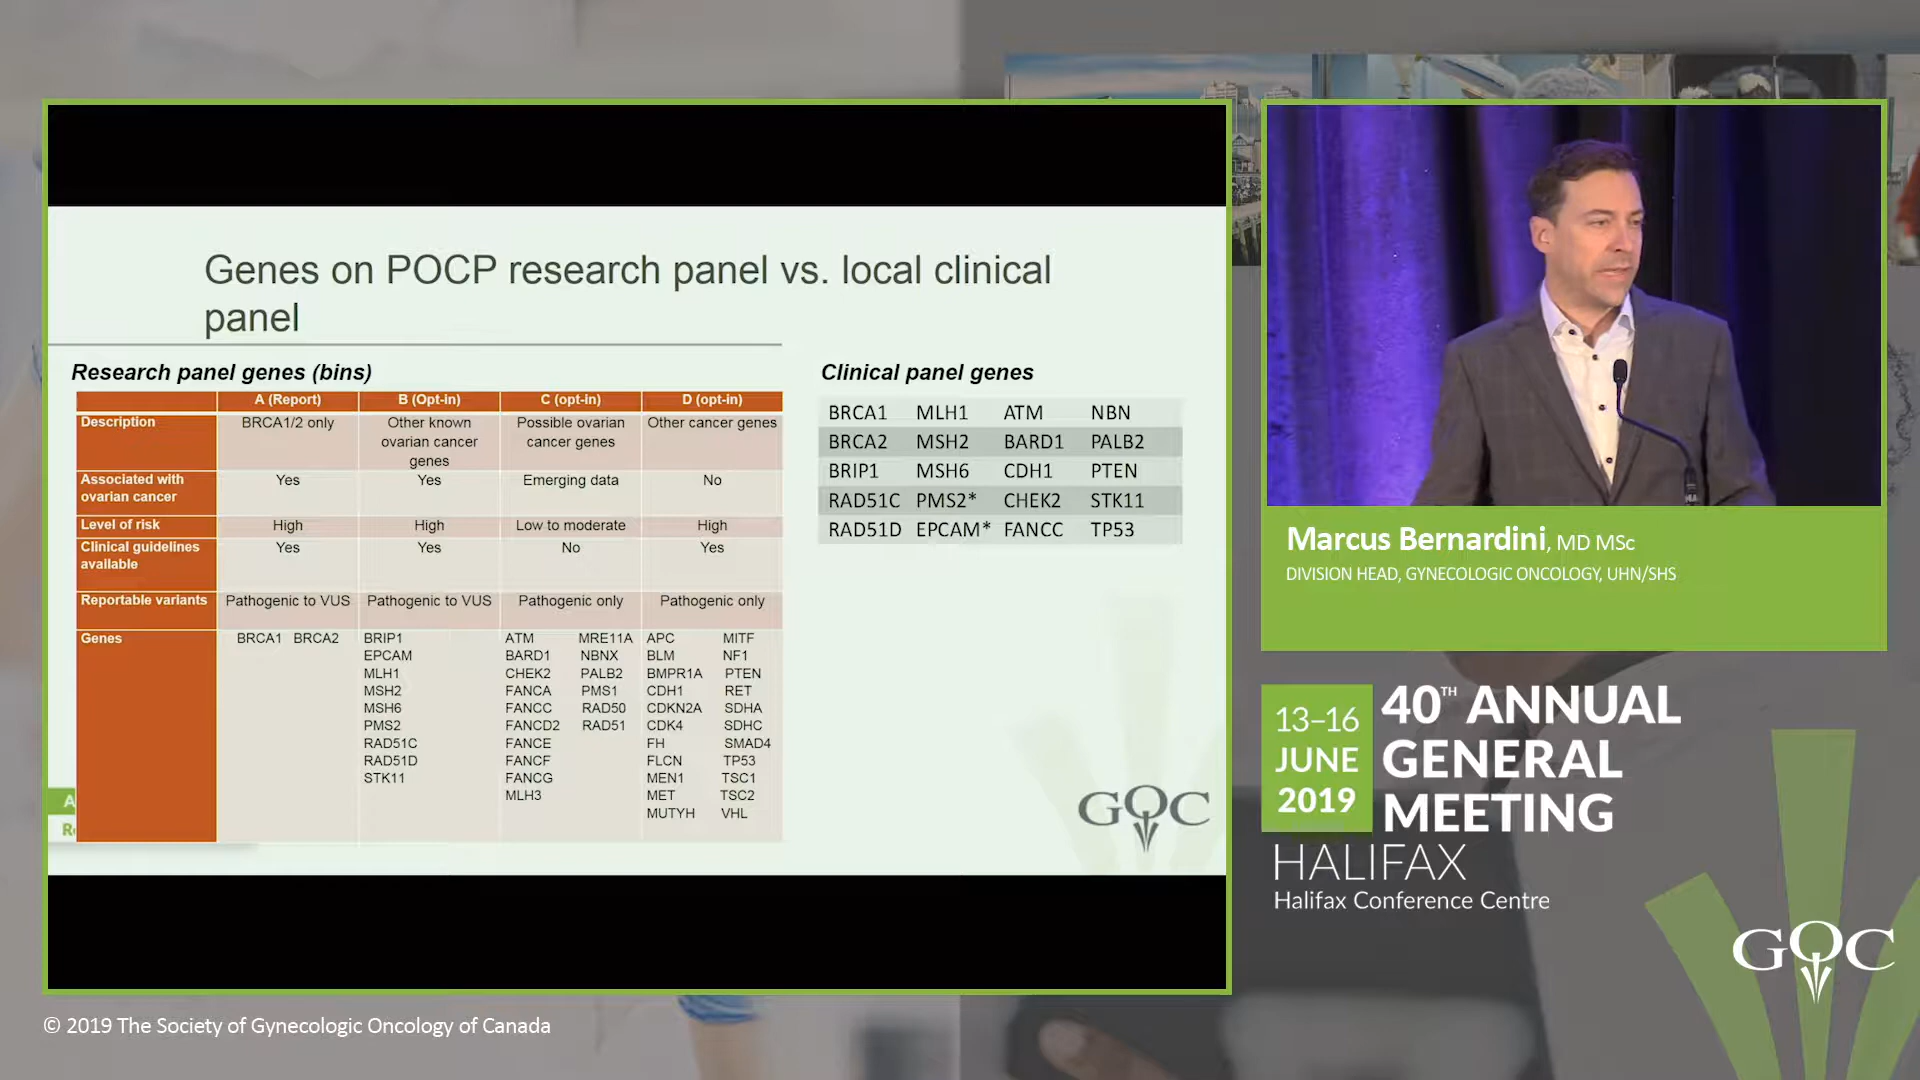 Genes on POCP research panel vs. local clinical
panel
Research panel genes (bins)
A (Report) B (Opt-in) C (opt-in) D (opt-in)
Description BRCA1/2 only Other known ovarian cancer genes Possible ovarian cancer genes Other cancer genes
Associated with ovarian cancer Yes Yes Emerging data No
Level of risk High High Low to moderate High
Clinical guidelines available Yes Yes No Yes
Reportable variants Pathogenic to VUS Pathogenic to VUS Pathogenic only Pathogenic only
Genes BRCA1 BRCA2 BRIP1 ATM MRE11A APC MITF
EPCAM BARD1 NBNX BLM NF1
MLH1 CHEK2 PALB2 BMPR1A PTEN
MSH2 FANCA PMS1 CDH1 RET
MSH6 FANCC RAD50 CDKN2A SDHA
PMS2 FANCD2 RAD51 CDK4 SDHC
RAD51C FANCE FH SMAD4
RAD51D FANCF FLCN TP53
STK11 FANCG MEN1 TSC1
MLH3 MET TSC2
MUTYH VHL
Clinical panel genes
BRCA1 MLH1 ATM NBN
BRCA2 MSH2 BARD1 PALB2
BRIP1 MSH6 CDH1 PTEN
RAD51C PMS2* CHEK2 STK11
RAD51D EPCAM* FANCC TP53
GOC
Marcus Bernardini, MD MSc
DIVISION HEAD, GYNECOLOGIC ONCOLOGY, UHN/SHS
13–16
JUNE
2019
40TH ANNUAL
GENERAL
MEETING
HALIFAX
Halifax Conference Centre
GOC
© 2019 The Society of Gynecologic Oncology of Canada